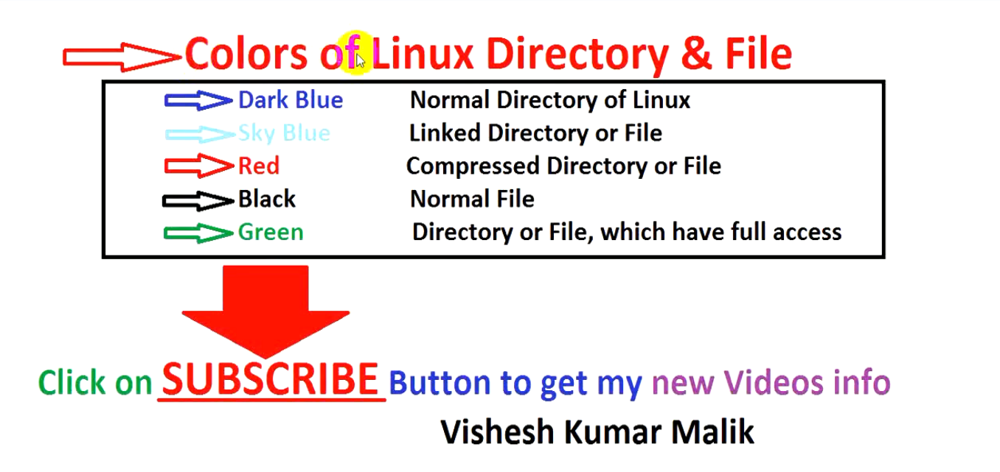 Colors of Linux Directory & File
Dark Blue Normal Directory of Linux
Sky Blue Linked Directory or File
Red Compressed Directory or File
Black Normal File
Green Directory or File, which have full access
Click on SUBSCRIBE Button to get my new Videos info
Vishesh Kumar Malik